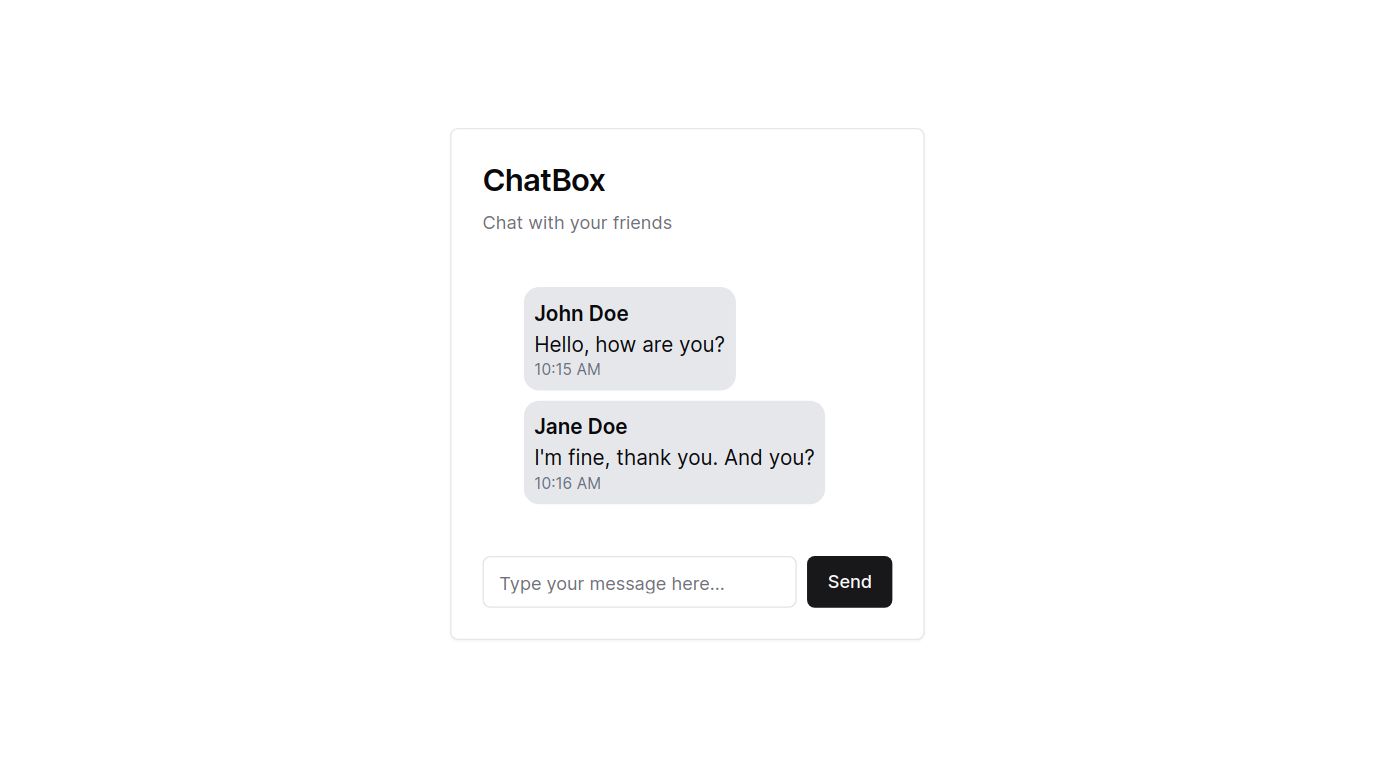 ChatBox
Chat with your friends
John Doe
Hello, how are you?
10:15 AM
Jane Doe
I'm fine, thank you. And you?
10:16 AM
Type your message here...
Send